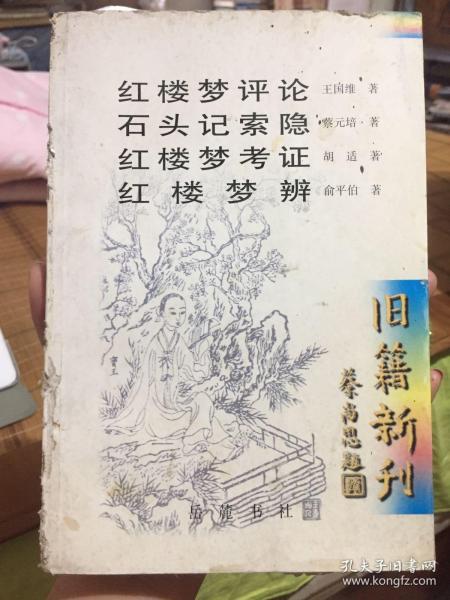 红楼梦评论 王国维 著
石头记索隐 蔡元培 著
红楼梦考证 胡适 著
红楼梦辨 俞平伯 著
旧籍新刊
蔡尚思题
宝玉
岳麓书社
孔夫子旧书网
www.kongfz.com